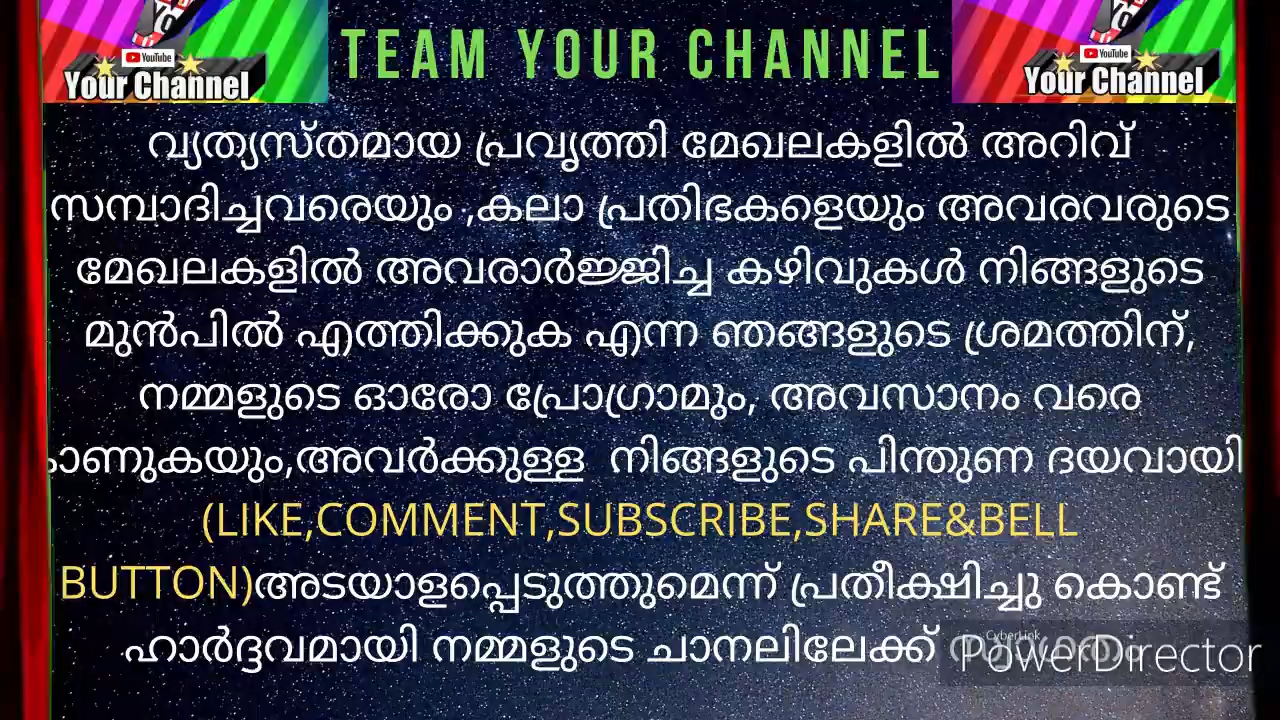 YO
YouTube
Your Channel
TEAM YOUR CHANNEL
YO
YouTube
Your Channel
വ്യത്യസ്തമായ പ്രവൃത്തി മേഖലകളിൽ അറിവ്
സമ്പാദിച്ചവരെയും ,കലാ പ്രതിഭകളെയും അവരവരുടെ
മേഖലകളിൽ അവരാർജ്ജിച്ച കഴിവുകൾ നിങ്ങളുടെ
മുൻപിൽ എത്തിക്കുക എന്ന ഞങ്ങളുടെ ശ്രമത്തിന്,
നമ്മളുടെ ഓരോ പ്രോഗ്രാമും, അവസാനം വരെ
കാണുകയും,അവർക്കുള്ള നിങ്ങളുടെ പിന്തുണ ദയവായി
(LIKE,COMMENT,SUBSCRIBE,SHARE&BELL
BUTTON)അടയാളപ്പെടുത്തുമെന്ന് പ്രതീക്ഷിച്ചു കൊണ്ട്
ഹാർദ്ദവമായി നമ്മളുടെ ചാനലിലേക്ക്
CyberLink
PowerDirector